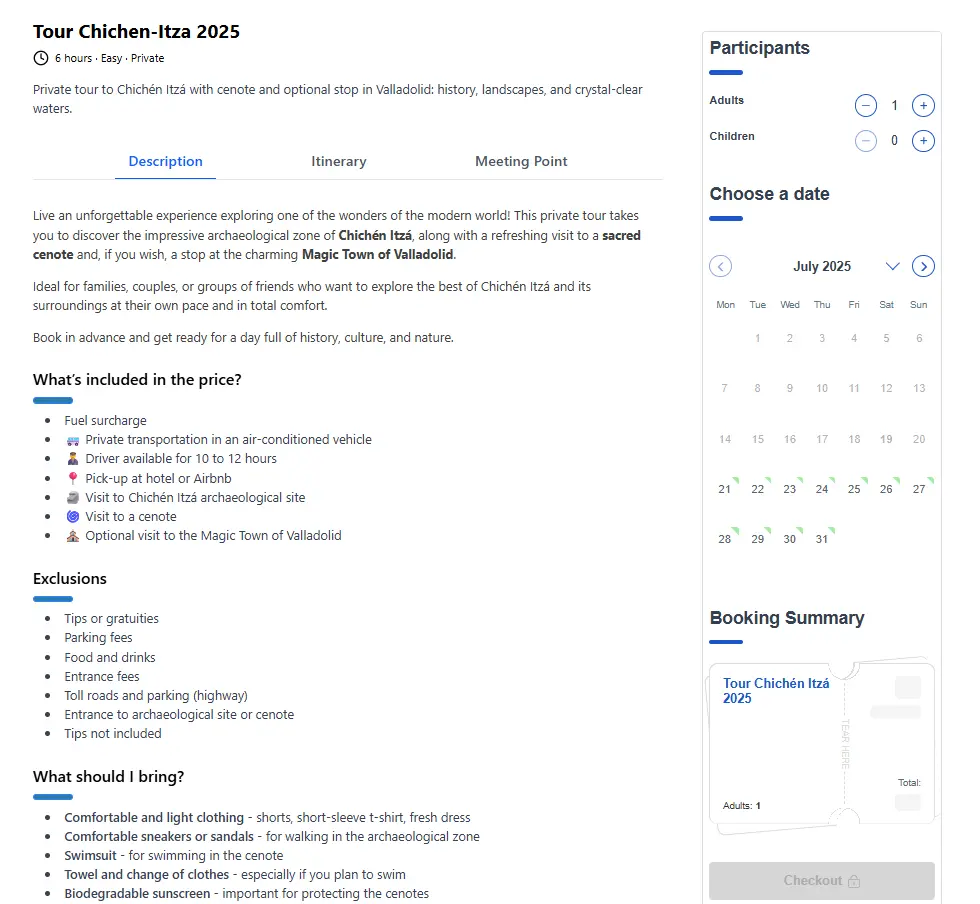 Tour Chichen-Itza 2025
6 hours · Easy · Private
Private tour to Chichén Itzá with cenote and optional stop in Valladolid: history, landscapes, and crystal-clear
waters.
Description Itinerary Meeting Point
Live an unforgettable experience exploring one of the wonders of the modern world! This private tour takes
you to discover the impressive archaeological zone of Chichén Itzá, along with a refreshing visit to a sacred
cenote and, if you wish, a stop at the charming Magic Town of Valladolid.
Ideal for families, couples, or groups of friends who want to explore the best of Chichén Itzá and its
surroundings at their own pace and in total comfort.
Book in advance and get ready for a day full of history, culture, and nature.
What's included in the price?
Fuel surcharge
Private transportation in an air-conditioned vehicle
Driver available for 10 to 12 hours
Pick-up at hotel or Airbnb
Visit to Chichén Itzá archaeological site
Visit to a cenote
Optional visit to the Magic Town of Valladolid
Exclusions
Tips or gratuities
Parking fees
Food and drinks
Entrance fees
Toll roads and parking (highway)
Entrance to archaeological site or cenote
Tips not included
What should I bring?
Comfortable and light clothing - shorts, short-sleeve t-shirt, fresh dress
Comfortable sneakers or sandals - for walking in the archaeological zone
Swimsuit - for swimming in the cenote
Towel and change of clothes - especially if you plan to swim
Biodegradable sunscreen - important for protecting the cenotes
Participants
Adults − 1 +
Children − 0 +
Choose a date
July 2025
Mon Tue Wed Thu Fri Sat Sun
1 2 3 4 5 6
7 8 9 10 11 12 13
14 15 16 17 18 19 20
21 22 23 24 25 26 27
28 29 30 31
Booking Summary
Tour Chichén Itzá
2025
TEAR HERE
Total:
Adults: 1
Checkout